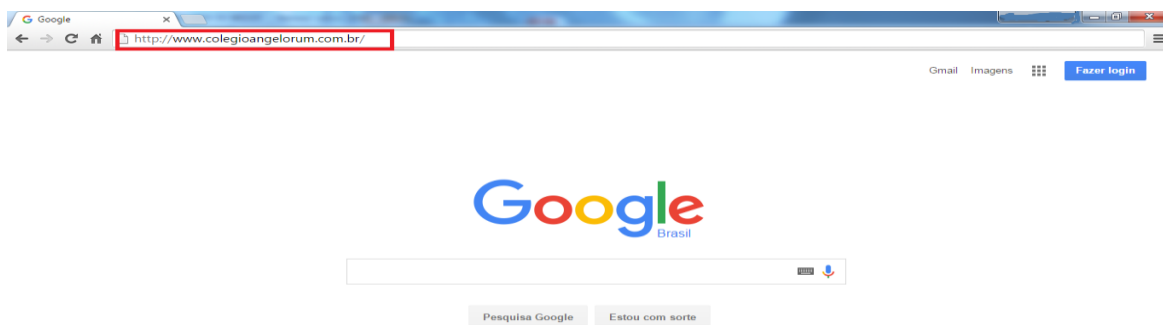 Google
http://www.colegioangelorum.com.br/
Gmail Imagens Fazer login
Google
Brasil
Pesquisa Google Estou com sorte